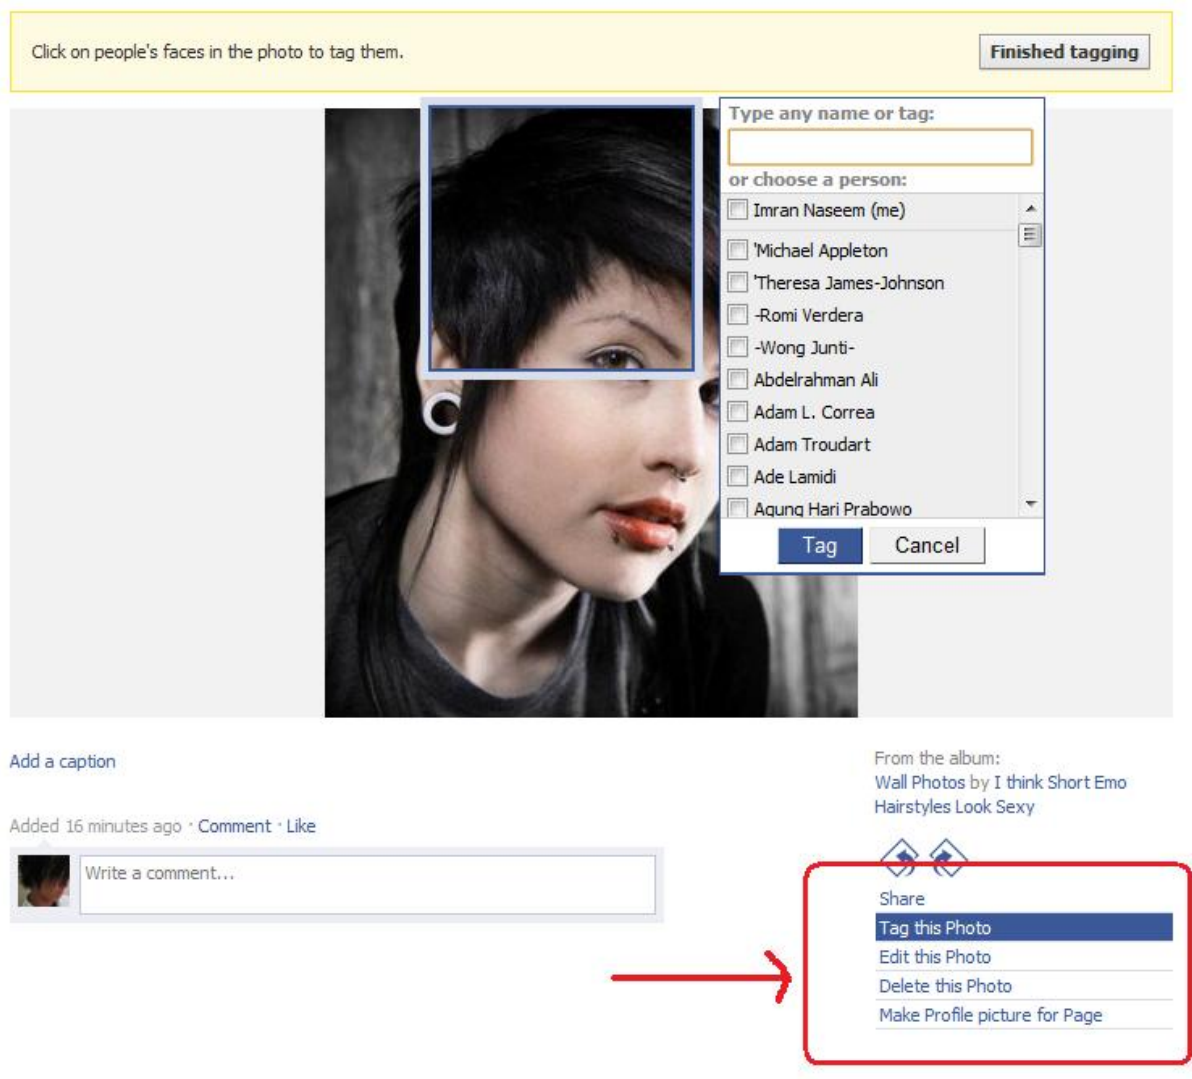 Click on people's faces in the photo to tag them.
Finished tagging
Type any name or tag:
or choose a person:
Imran Naseem (me)
'Michael Appleton
'Theresa James-Johnson
-Romi Verdera
-Wong Junti-
Abdelrahman Ali
Adam L. Correa
Adam Troudart
Ade Lamidi
Agung Hari Prabowo
Tag Cancel
Add a caption
Added 16 minutes ago · Comment · Like
Write a comment...
From the album:
Wall Photos by I think Short Emo
Hairstyles Look Sexy
Share
Tag this Photo
Edit this Photo
Delete this Photo
Make Profile picture for Page